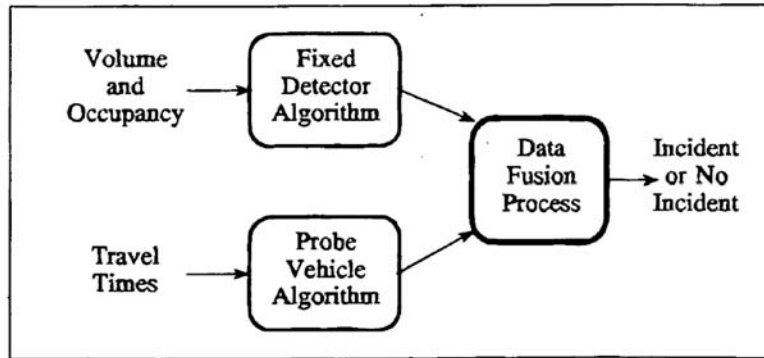 Volume
and
Occupancy
Fixed
Detector
Algorithm
Data
Fusion
Process
Incident
or No
Incident
Travel
Times
Probe
Vehicle
Algorithm